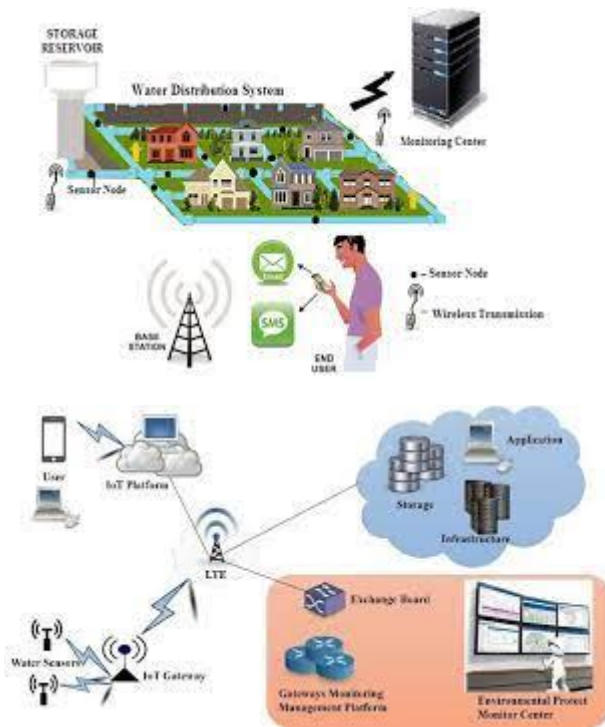 STORAGE
RESERVOIR
Water Distribution System
Monitoring Center
Sensor Node
Email
SMS
BASE
STATION
END
USER
- Sensor Node
= Wireless Transmission
User
IoT Platform
LTE
Water Sensors
IoT Gateway
Application
Storage
Infrastructure
Exchange Board
Gateways Monitoring
Management Platform
Environmental Protect
Monitor Center